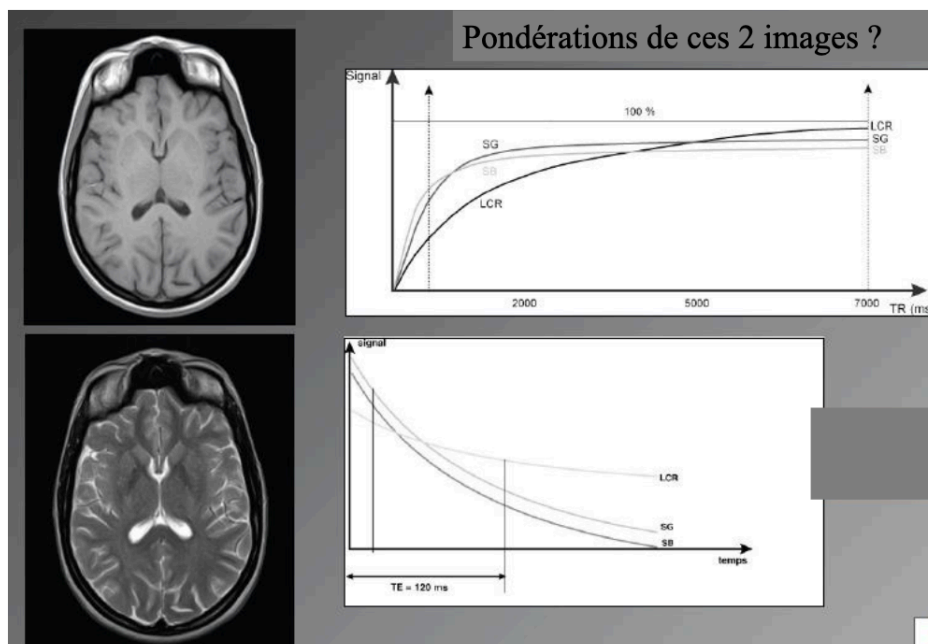 Pondérations de ces 2 images ?
Signal
100 %
LCR
SG
SG
SB
SB
LCR
2000
5000
7000
TR (ms
signal
LCR
SG
SB
temps
TE = 120 ms